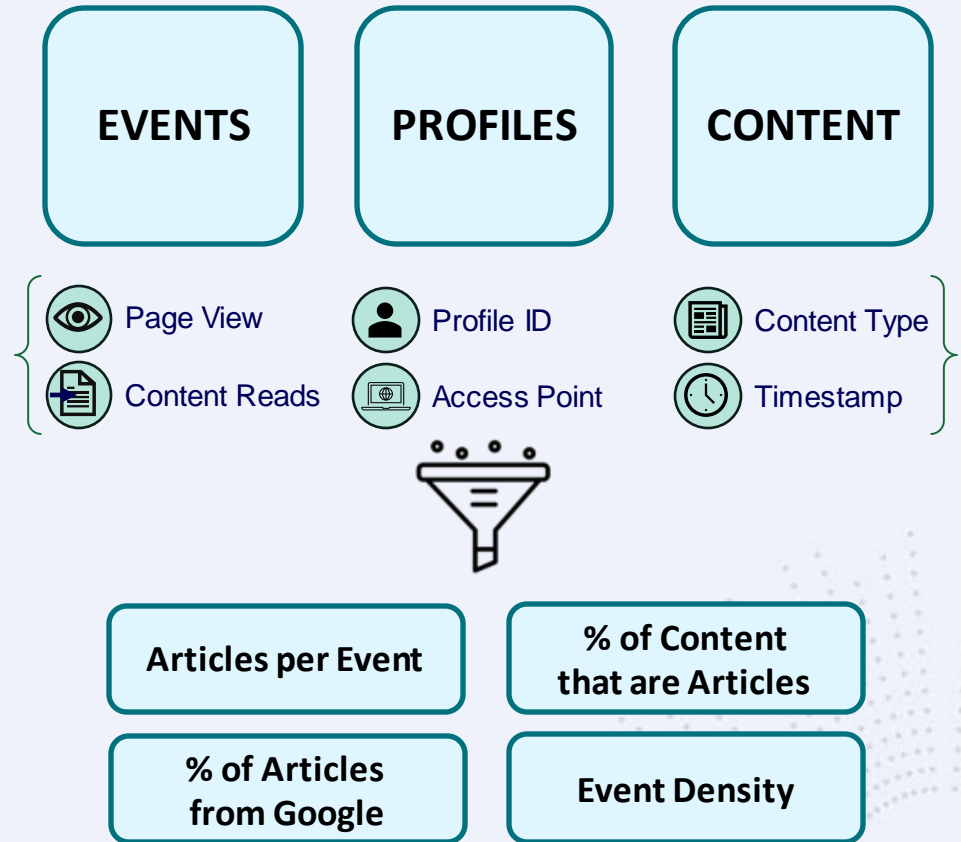 EVENTS
PROFILES
CONTENT
Page View
Profile ID
Content Type
Content Reads
Access Point
Timestamp
Articles per Event
% of Content
that are Articles
% of Articles
from Google
Event Density